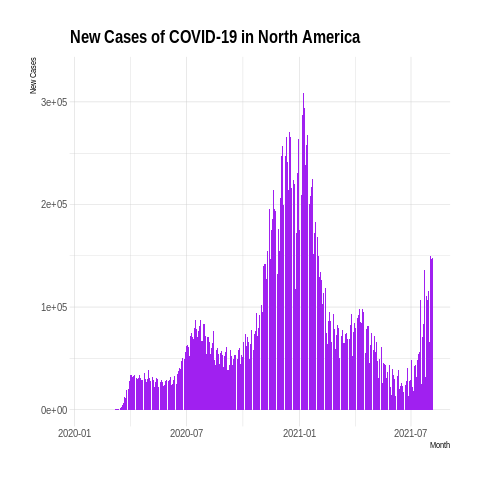 New Cases of COVID-19 in North America
New Cases
3e+05
2e+05
1e+05
0e+00
2020-01 2020-07 2021-01 2021-07
Month